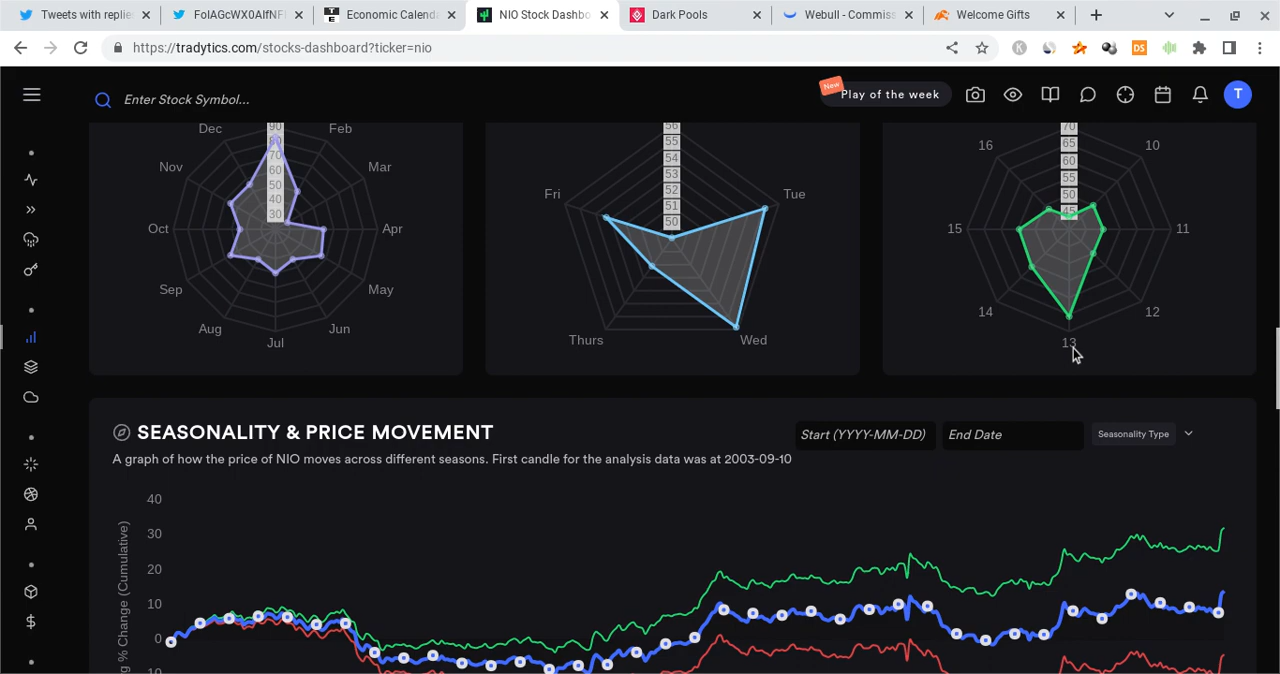 Tweets with replie
FolAGcWX0AIfNF
Economic Calenda
NIO Stock Dashbo
Dark Pools
Webull - Commiss
Welcome Gifts
https://tradytics.com/stocks-dashboard?ticker=nio
Enter Stock Symbol...
New
Play of the week
T
Dec
Feb
Nov
Mar
Oct
Apr
Sep
May
Aug
Jun
Jul
90
80
70
60
50
40
30
56
55
54
53
52
51
50
Fri
Tue
Thurs
Wed
70
65
60
55
50
45
16
10
15
11
14
12
13
SEASONALITY & PRICE MOVEMENT
Start (YYYY-MM-DD)
End Date
Seasonality Type
A graph of how the price of NIO moves across different seasons. First candle for the analysis data was at 2003-09-10
40
30
20
10
0
10
g % Change (Cumulative)